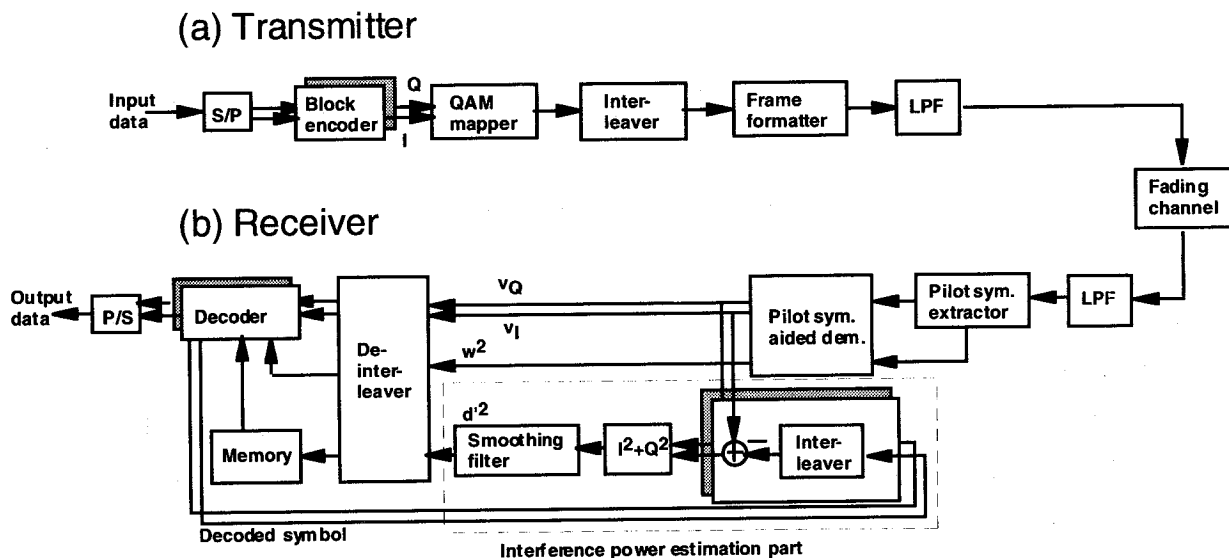 (a) Transmitter
Input
data
S/P
Block
encoder
Q
I
QAM
mapper
Inter-
leaver
Frame
formatter
LPF
Fading
channel
(b) Receiver
Output
data
P/S
Decoder
De-
inter-
leaver
vQ
vI
w2
Pilot sym.
aided dem.
Pilot sym.
extractor
LPF
Memory
d'2
Smoothing
filter
I2+Q2
+
−
Inter-
leaver
Decoded symbol
Interference power estimation part